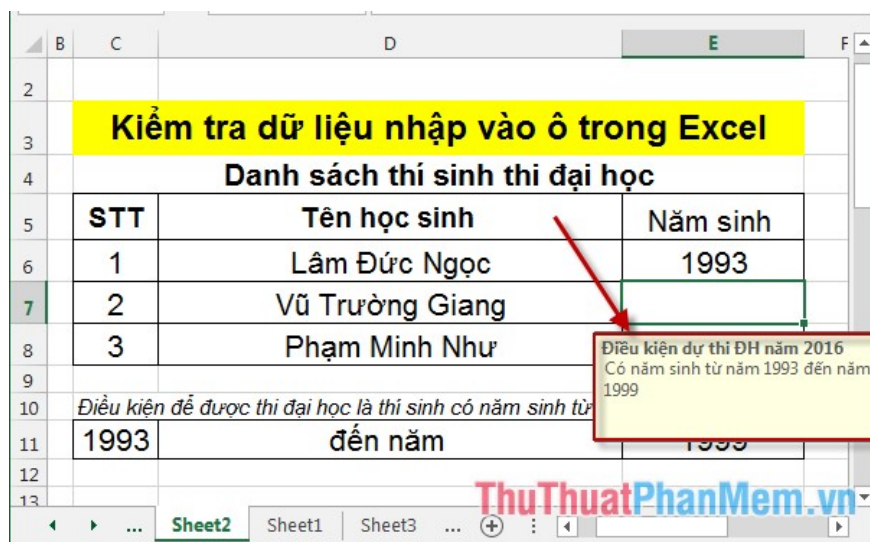 B C D E F
2
3 Kiểm tra dữ liệu nhập vào ô trong Excel
4 Danh sách thí sinh thi đại học
5 STT Tên học sinh Năm sinh
6 1 Lâm Đức Ngọc 1993
7 2 Vũ Trường Giang
8 3 Phạm Minh Như
Điều kiện dự thi ĐH năm 2016
Có năm sinh từ năm 1993 đến năm
1999
9
10 Điều kiện để được thi đại học là thí sinh có năm sinh từ
11 1993 đến năm 1999
12
13
ThuThuatPhanMem.vn
... Sheet2 Sheet1 Sheet3 ...